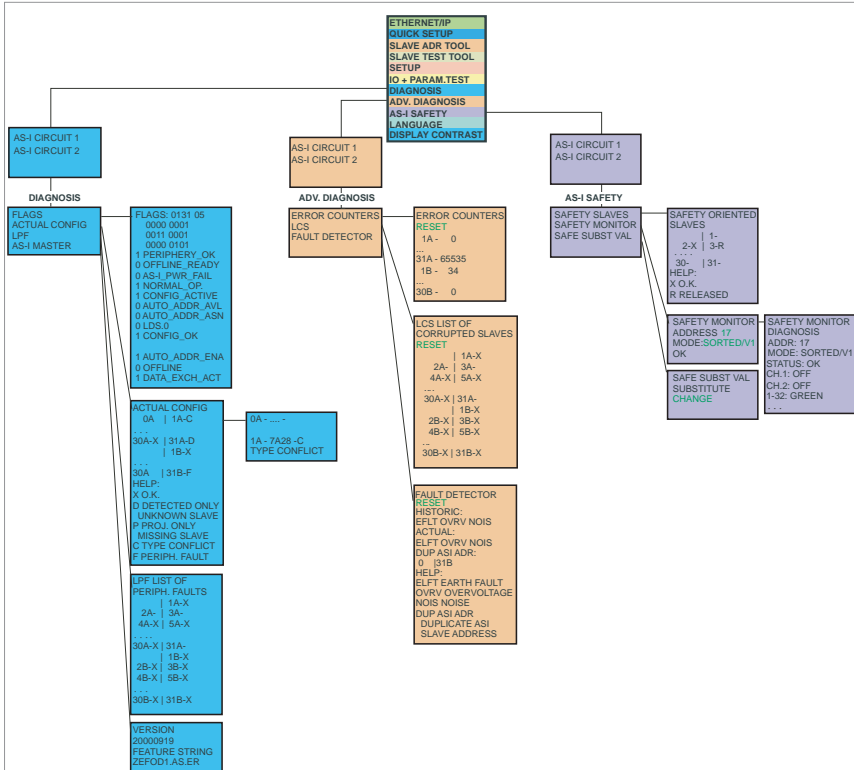 ETHERNET/IP
QUICK SETUP
SLAVE ADR TOOL
SLAVE TEST TOOL
SETUP
IO + PARAM.TEST
DIAGNOSIS
ADV. DIAGNOSIS
AS-I SAFETY
LANGUAGE
DISPLAY CONTRAST
AS-I CIRCUIT 1
AS-I CIRCUIT 2
DIAGNOSIS
FLAGS
ACTUAL CONFIG
LPF
AS-I MASTER
FLAGS: 0131 05
0000 0001
0011 0001
0000 0101
1 PERIPHERY_OK
0 OFFLINE_READY
0 AS-I_PWR_FAIL
1 NORMAL_OP.
1 CONFIG_ACTIVE
0 AUTO_ADDR_AVL
0 AUTO_ADDR_ASN
0 LDS.0
1 CONFIG_OK
1 AUTO_ADDR_ENA
0 OFFLINE
1 DATA_EXCH_ACT
ACTUAL CONFIG
0A | 1A-C
. . .
30A-X | 31A-D
| 1B-X
. . .
30A | 31B-F
HELP:
X O.K.
D DETECTED ONLY
UNKNOWN SLAVE
P PROJ. ONLY
MISSING SLAVE
C TYPE CONFLICT
F PERIPH. FAULT
0A - .... -
1A - 7A28 -C
TYPE CONFLICT
LPF LIST OF
PERIPH. FAULTS
| 1A-X
2A- | 3A-
4A-X | 5A-X
. . . .
30A-X | 31A-
| 1B-X
2B-X | 3B-X
4B-X | 5B-X
. . .
30B-X | 31B-X
VERSION
20000919
FEATURE STRING
ZEFOD1.AS.ER
AS-I CIRCUIT 1
AS-I CIRCUIT 2
ADV. DIAGNOSIS
ERROR COUNTERS
LCS
FAULT DETECTOR
ERROR COUNTERS
RESET
1A - 0
...
31A - 65535
1B - 34
...
30B - 0
LCS LIST OF
CORRUPTED SLAVES
RESET
| 1A-X
2A- | 3A-
4A-X | 5A-X
....
30A-X | 31A-
| 1B-X
2B-X | 3B-X
4B-X | 5B-X
...
30B-X | 31B-X
FAULT DETECTOR
RESET
HISTORIC:
EFLT OVRV NOIS
ACTUAL:
ELFT OVRV NOIS
DUP ASI ADR:
0 |31B
HELP:
ELFT EARTH FAULT
OVRV OVERVOLTAGE
NOIS NOISE
DUP ASI ADR
DUPLICATE ASI
SLAVE ADDRESS
AS-I CIRCUIT 1
AS-I CIRCUIT 2
AS-I SAFETY
SAFETY SLAVES
SAFETY MONITOR
SAFE SUBST VAL
SAFETY ORIENTED
SLAVES
| 1-
2-X | 3-R
. . . .
30- | 31-
HELP:
X O.K.
R RELEASED
SAFETY MONITOR
ADDRESS 17
MODE:SORTED/V1
OK
SAFETY MONITOR
DIAGNOSIS
ADDR: 17
MODE: SORTED/V1
STATUS: OK
CH.1: OFF
CH.2: OFF
1-32: GREEN
. . .
SAFE SUBST VAL
SUBSTITUTE
CHANGE